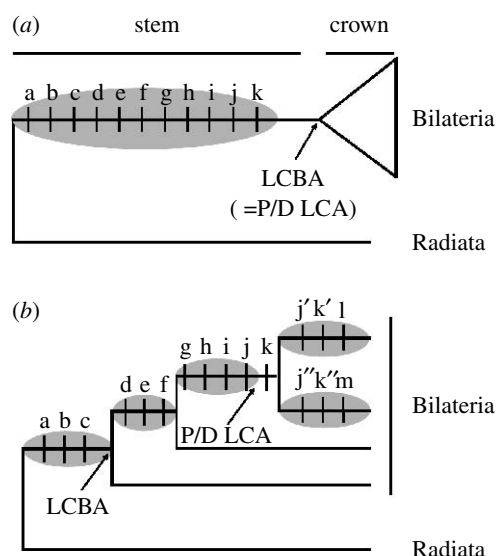 (a) stem crown
a b c d e f g h i j k
Bilateria
LCBA
( =P/D LCA)
Radiata
(b)
j′ k′ l
g h i j k
j″ k″ m
d e f
Bilateria
a b c
P/D LCA
LCBA
Radiata